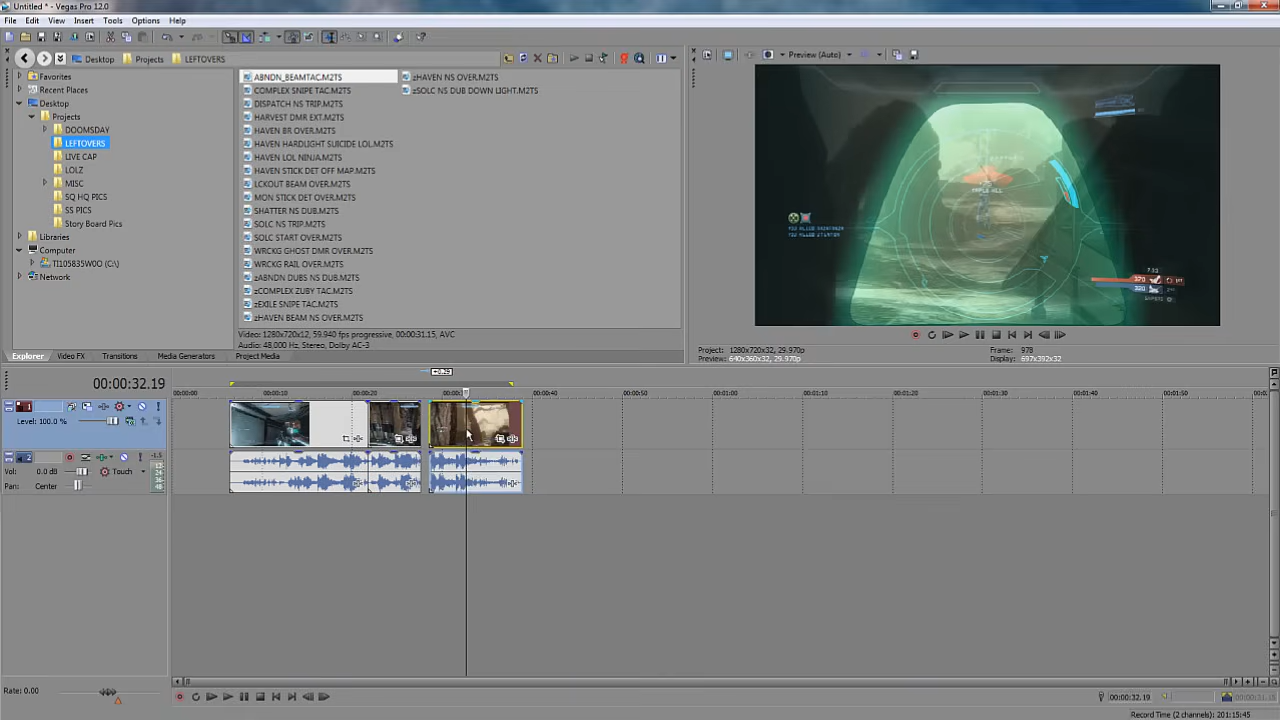 Untitled * - Vegas Pro 12.0
File Edit View Insert Tools Options Help
Desktop Projects LEFTOVERS
Preview (Auto)
Favorites
Recent Places
Desktop
Projects
DOOMSDAY
LEFTOVERS
LIVE CAP
LOLZ
MISC
SQ HQ PICS
SS PICS
Story Board Pics
Libraries
Computer
TI105835W0O (C:)
Network
ABNDN_BEAMTAC.M2TS
COMPLEX SNIPE TAC.M2TS
DISPATCH NS TRIP.M2TS
HARVEST DMR EXT.M2TS
HAVEN BR OVER.M2TS
HAVEN HARDLIGHT SUICIDE LOL.M2TS
HAVEN LOL NINJA.M2TS
HAVEN STICK DET OFF MAP.M2TS
LCKOUT BEAM OVER.M2TS
MON STICK DET OVER.M2TS
SHATTER NS DUB.M2TS
SOLC NS TRIP.M2TS
SOLC START OVER.M2TS
WRCKG GHOST DMR OVER.M2TS
WRCKG RAIL OVER.M2TS
zABNDN DUBS NS DUB.M2TS
zCOMPLEX ZUBY TAC.M2TS
zEXILE SNIPE TAC.M2TS
zHAVEN BEAM NS OVER.M2TS
zHAVEN NS OVER.M2TS
zSOLC NS DUB DOWN LIGHT.M2TS
Video: 1280x720x12, 59.940 fps progressive, 00:00:31.15, AVC
Audio: 48,000 Hz, Stereo, Dolby AC-3
Explorer Video FX Transitions Media Generators Project Media
Project: 1280x720x32, 29.970p Frame: 978
Preview: 640x360x32, 29.970p Display: 697x392x32
00:00:32.19
00:00:00 00:00:10 00:00:20 00:00:40 00:00:50 00:01:00 00:01:10 00:01:20 00:01:30 00:01:40 00:01:50
1
Level: 100.0 %
2
Vol: 0.0 dB Touch
Pan: Center
Rate: 0.00
00:00:32.19
Record Time (2 channels): 201:15:45